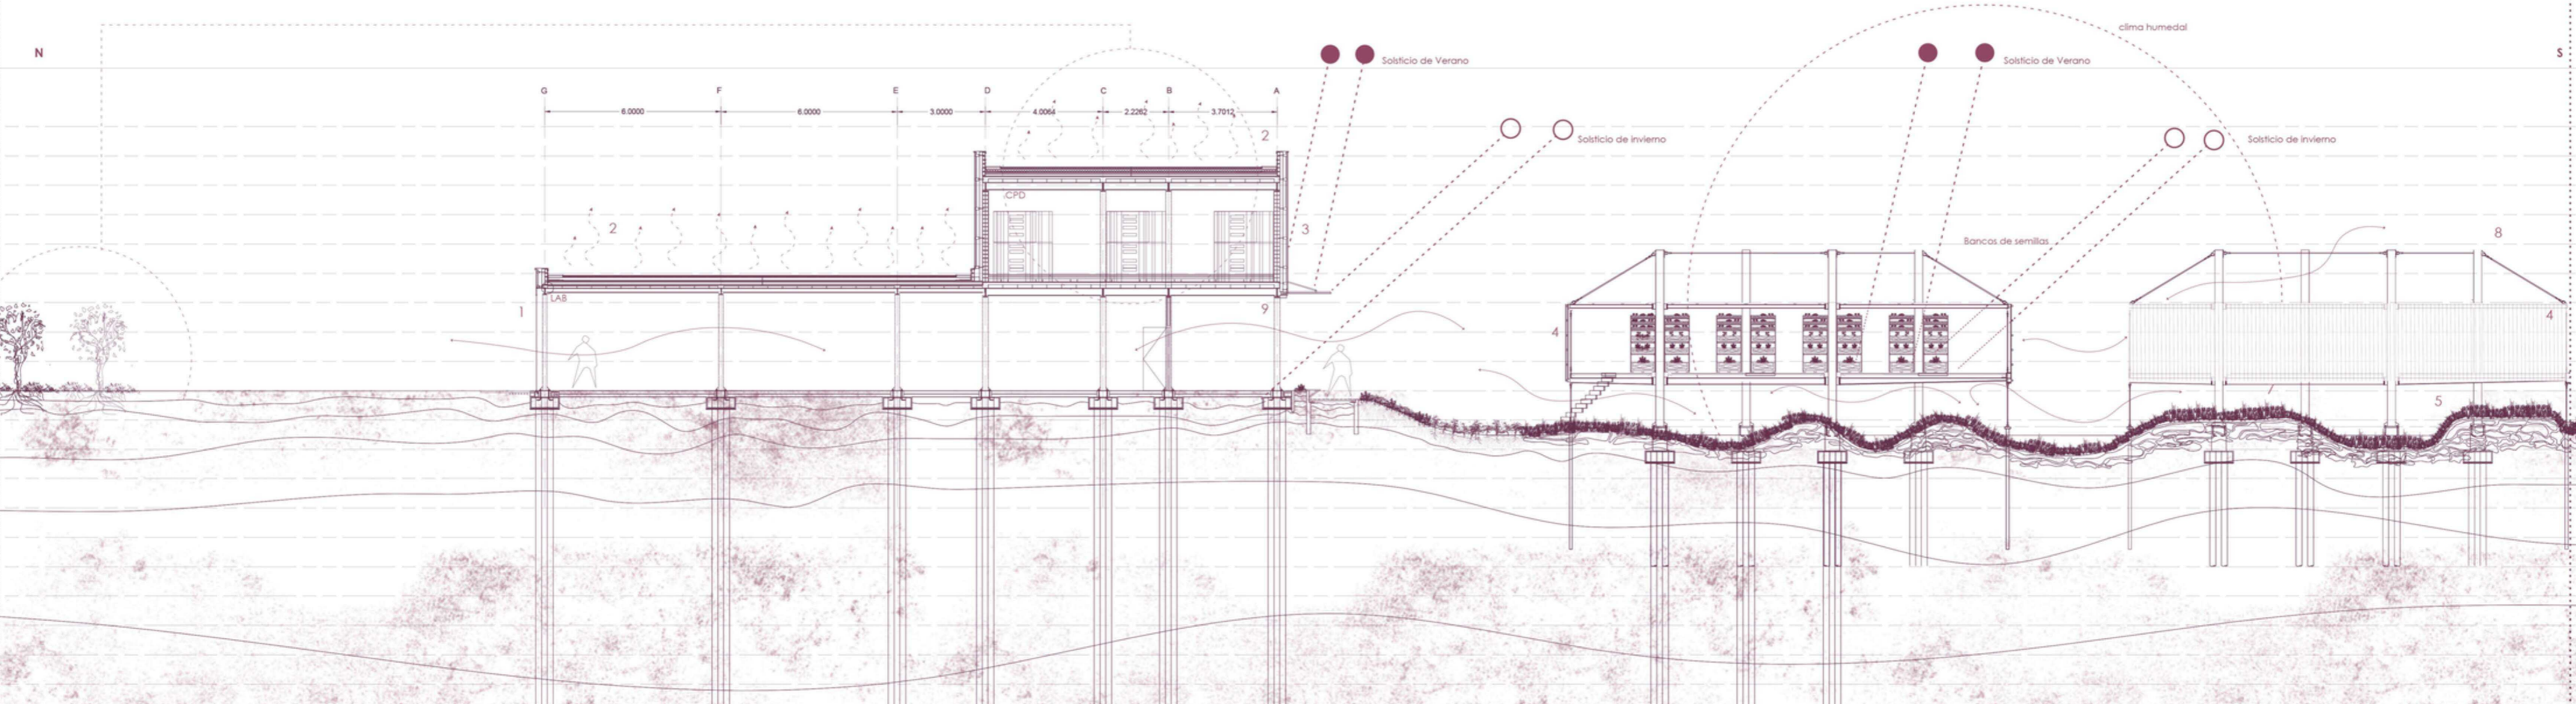 clima humedal
N
S
Solsticio de Verano
Solsticio de Verano
G F E D C B A
6.0000 6.0000 3.0000 4.0064 2.2262 3.7012
2
Solsticio de invierno
Solsticio de invierno
CPD
2
3
8
Bancos de semillas
LAB
1
9
4
4
7
5